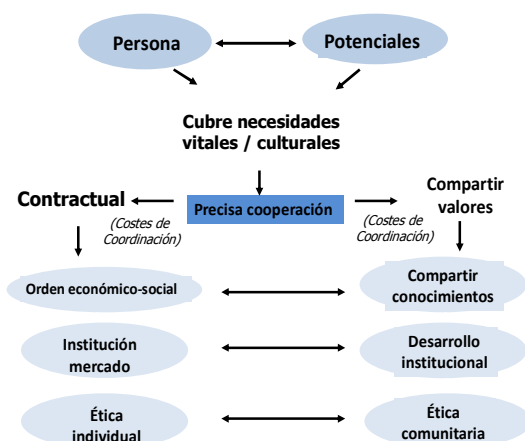 Persona
Potenciales
Cubre necesidades
vitales / culturales
Contractual
Precisa cooperación
Compartir
valores
(Costes de
Coordinación)
(Costes de
Coordinación)
Orden económico-social
Compartir
conocimientos
Institución
mercado
Desarrollo
institucional
Ética
individual
Ética
comunitaria